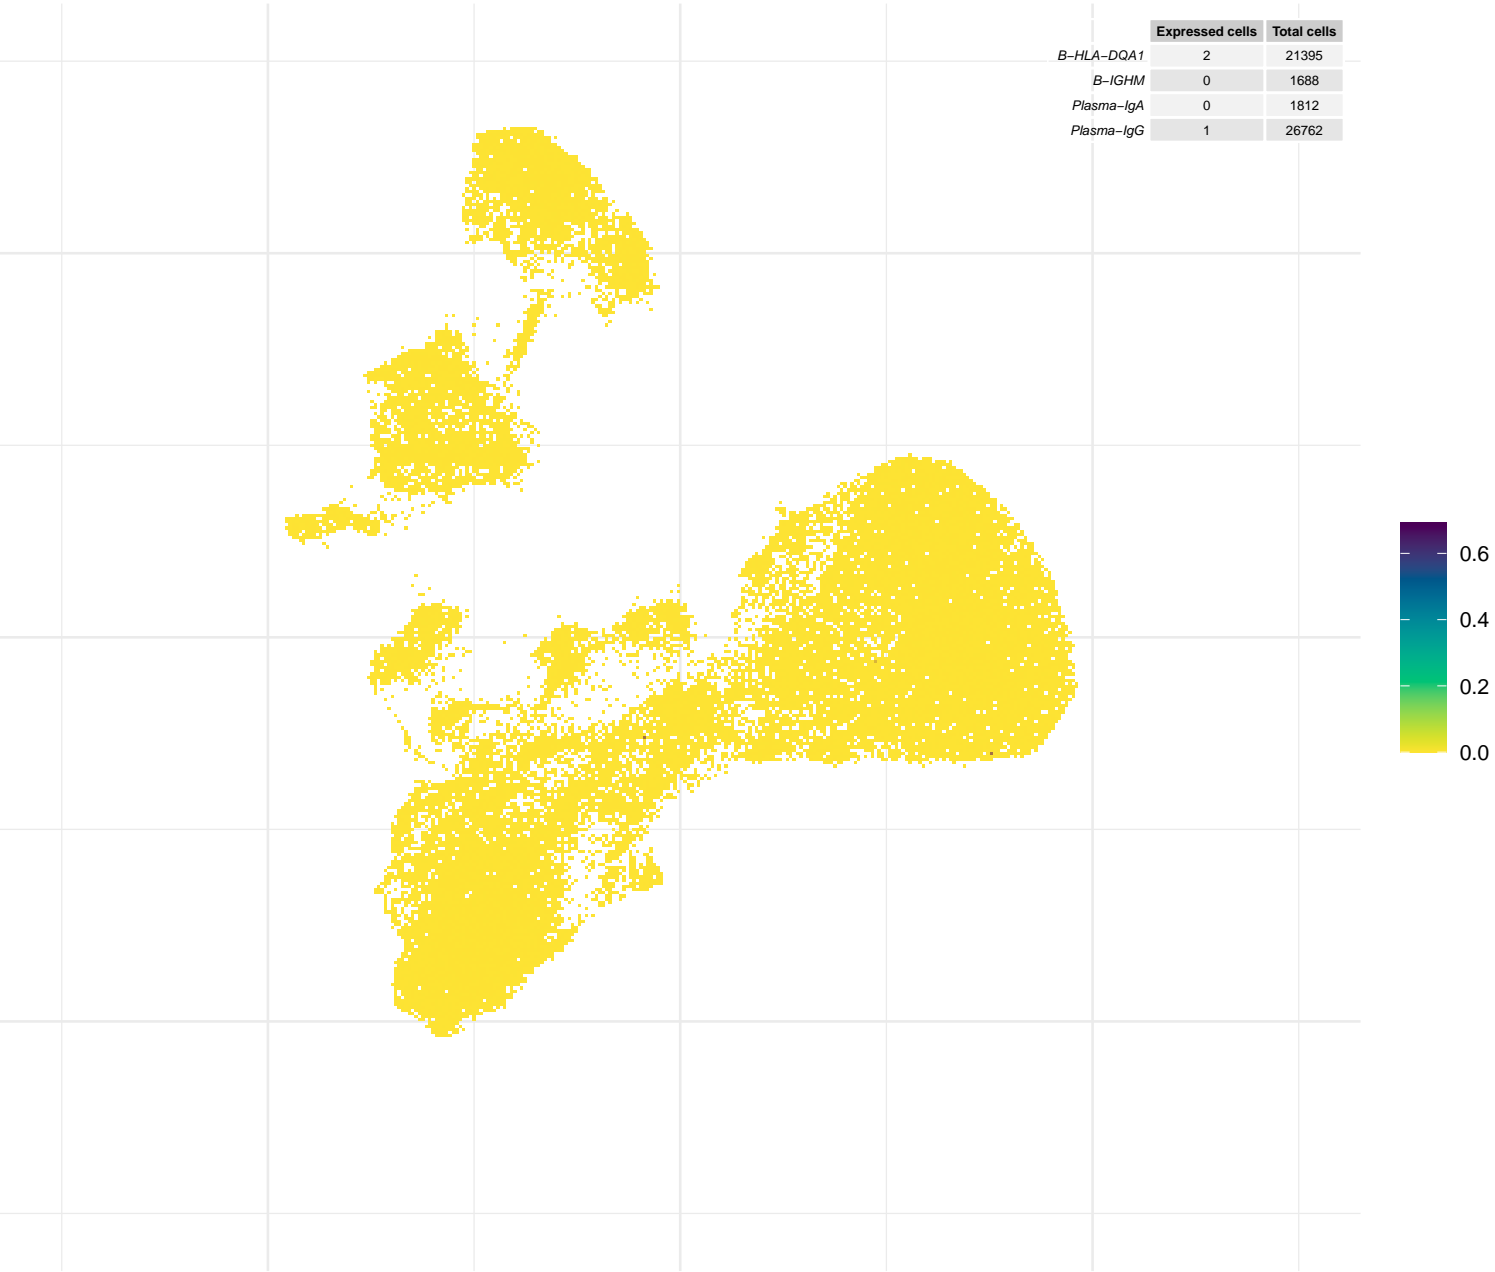 Expressed cells Total cells
B−HLA−DQA1 2 21395
B−IGHM 0 1688
Plasma−IgA 0 1812
Plasma−IgG 1 26762
0.6
0.4
0.2
0.0